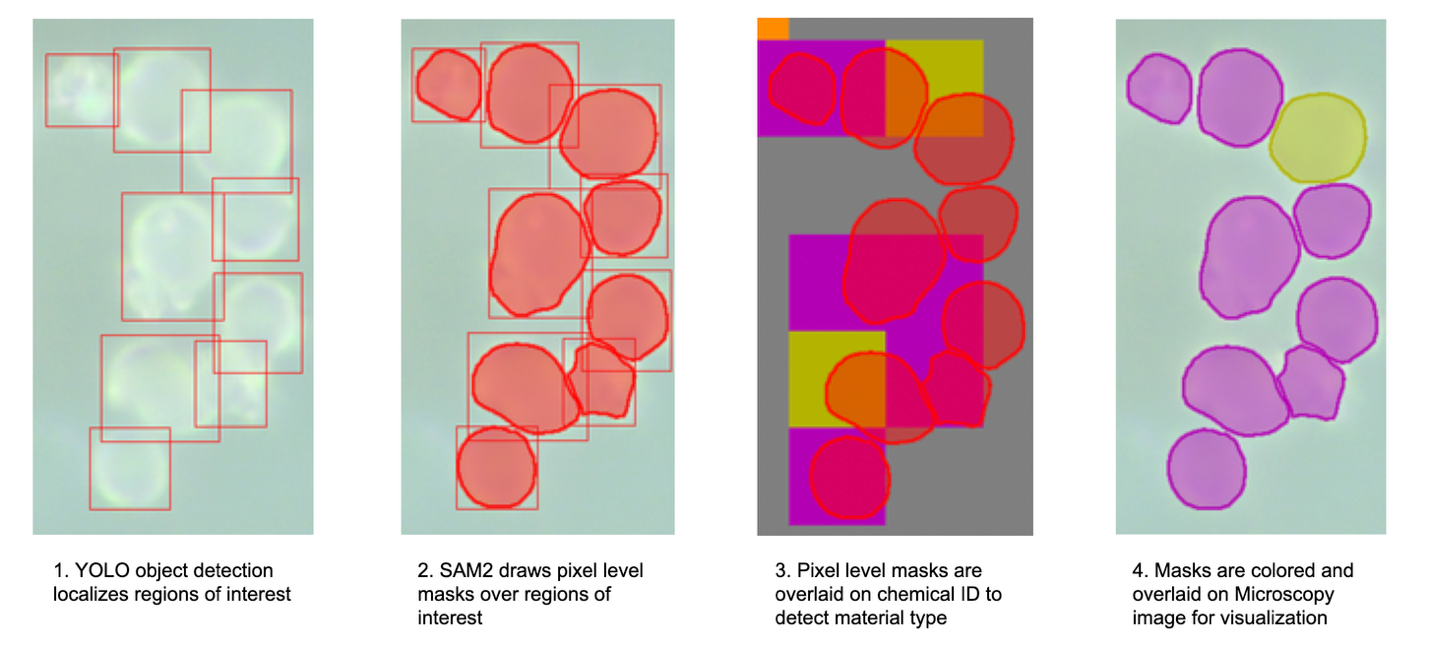 1. YOLO object detection
localizes regions of interest
2. SAM2 draws pixel level
masks over regions of
interest
3. Pixel level masks are
overlaid on chemical ID to
detect material type
4. Masks are colored and
overlaid on Microscopy
image for visualization